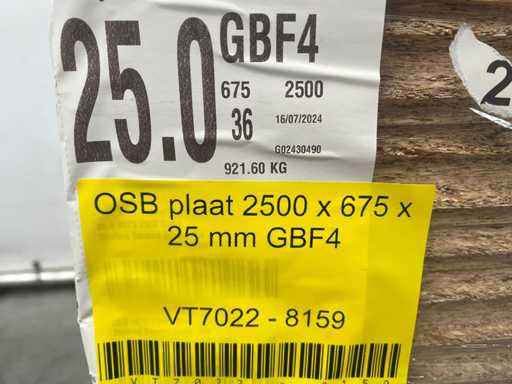 25.0
GBF4
675 2500
36 16/07/2024
G02430490
921.60 KG
2
OSB plaat 2500 x 675 x
25 mm GBF4
VT7022 - 8159